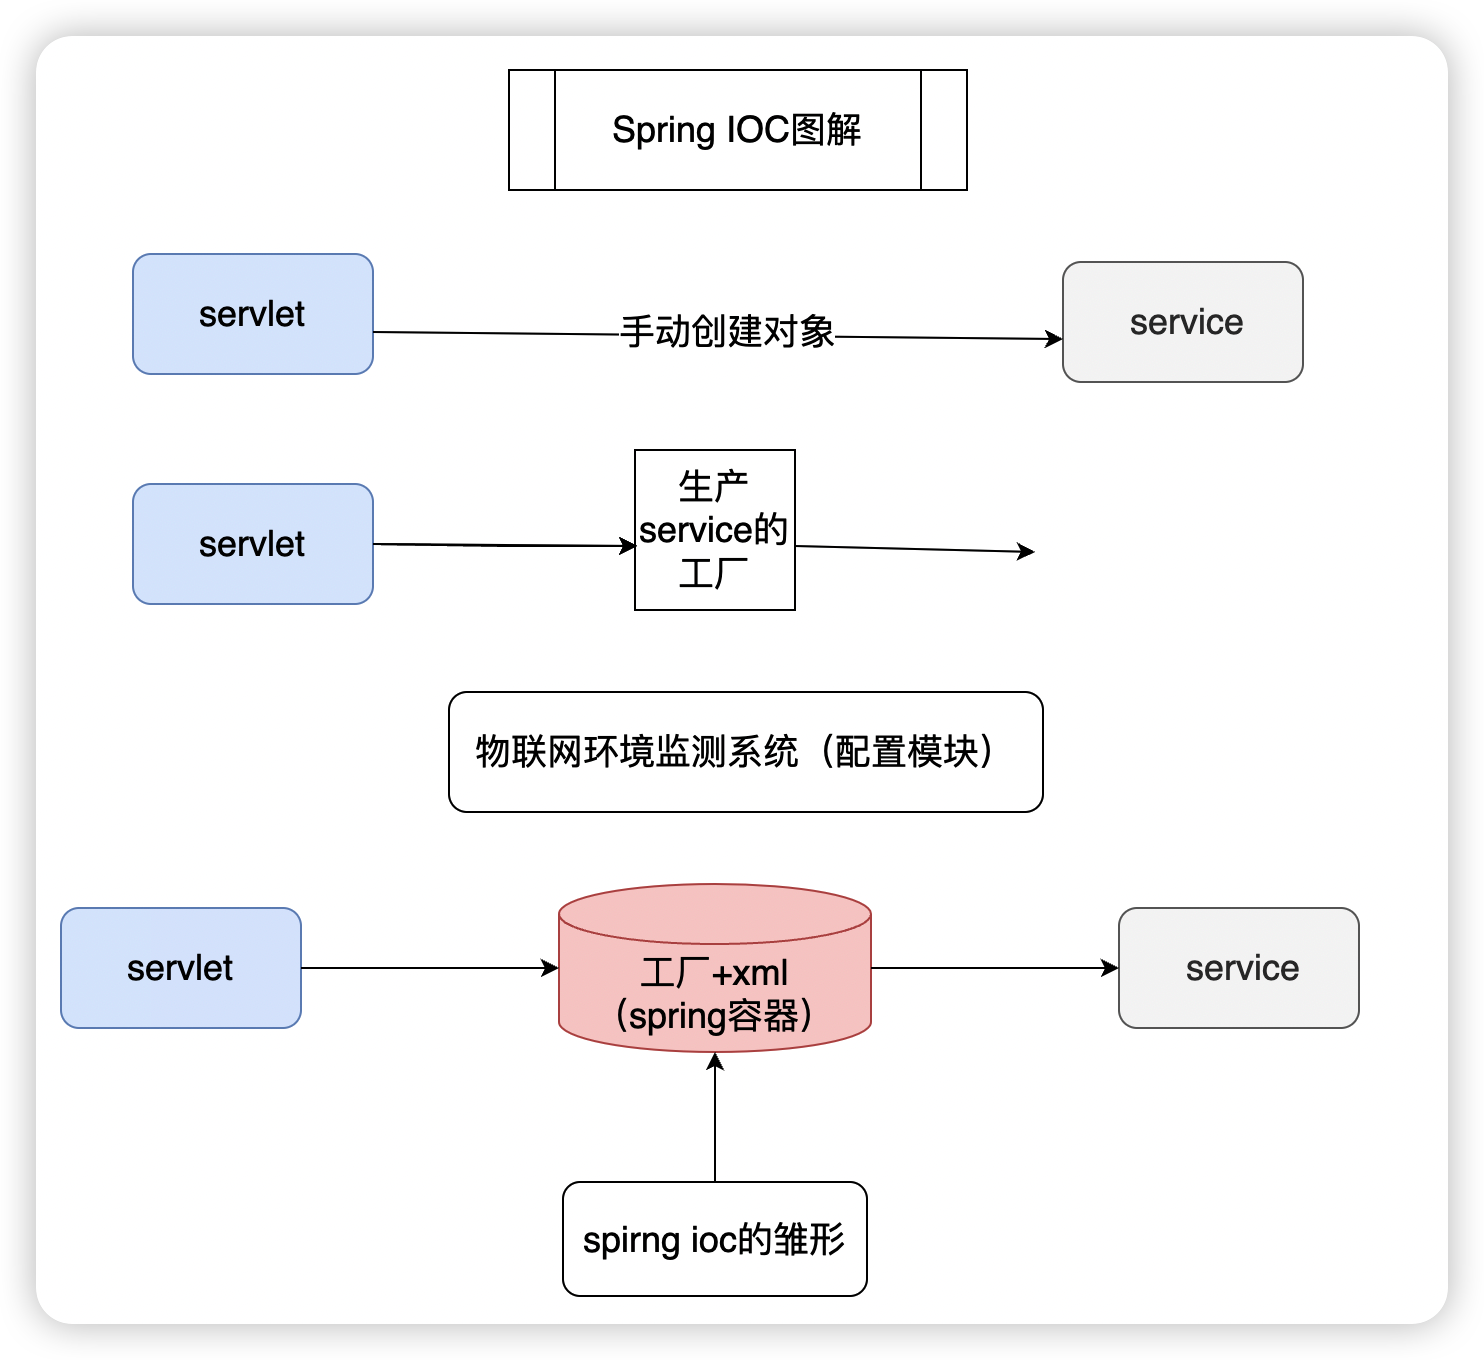 Spring IOC图解
servlet
手动创建对象
service
servlet
生产
service的
工厂
物联网环境监测系统（配置模块）
servlet
工厂+xml
（spring容器）
service
spirng ioc的雏形